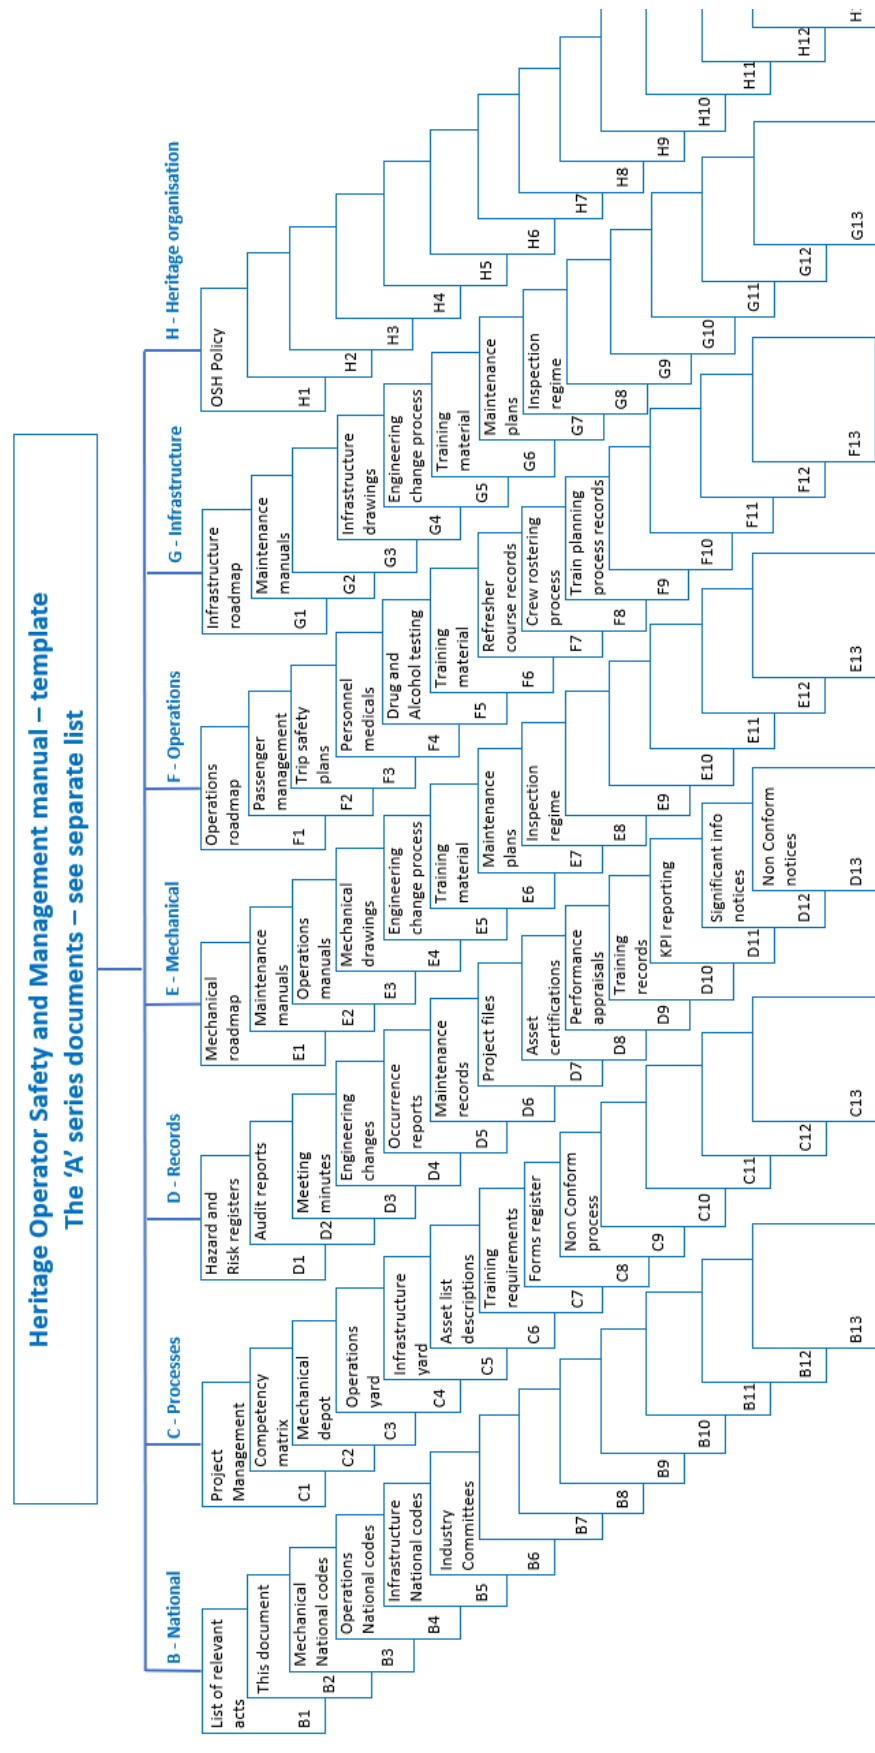 Heritage Operator Safety and Management manual – template
The ‘A’ series documents – see separate list
B - National
List of relevant
acts
B1
This document
B2
Mechanical
National codes
B3
Operations
National codes
B4
Infrastructure
National codes
B5
Industry
Committees
B6
B7
B8
B9
B10
B11
B12
B13
C - Processes
Project
Management
C1
Competency
matrix
C2
Mechanical
depot
C3
Operations
yard
C4
Infrastructure
yard
C5
Asset list
descriptions
C6
Training
requirements
C7
Forms register
C8
Non Conform
process
C9
C10
C11
C12
C13
D - Records
Hazard and
Risk registers
D1
Audit reports
D2
Meeting
minutes
D3
Engineering
changes
D4
Occurrence
reports
D5
Maintenance
records
D6
Project files
D7
Asset
certifications
D8
Performance
appraisals
D9
Training
records
D10
KPI reporting
D11
Significant info
notices
D12
Non Conform
notices
D13
E - Mechanical
Mechanical
roadmap
E1
Maintenance
manuals
E2
Operations
manuals
E3
Mechanical
drawings
E4
Engineering
change process
E5
Training
material
E6
Maintenance
plans
E7
Inspection
regime
E8
E9
E10
E11
E12
E13
F - Operations
Operations
roadmap
F1
Passenger
management
F2
Trip safety
plans
F3
Personnel
medicals
F4
Drug and
Alcohol testing
F5
Training
material
F6
Refresher
course records
F7
Crew rostering
process
F8
Train planning
process records
F9
F10
F11
F12
F13
G - Infrastructure
Infrastructure
roadmap
G1
Maintenance
manuals
G2
G3
Infrastructure
drawings
G4
Engineering
change process
G5
Training
material
G6
Maintenance
plans
G7
Inspection
regime
G8
G9
G10
G11
G12
G13
H - Heritage organisation
OSH Policy
H1
H2
H3
H4
H5
H6
H7
H8
H9
H10
H11
H12